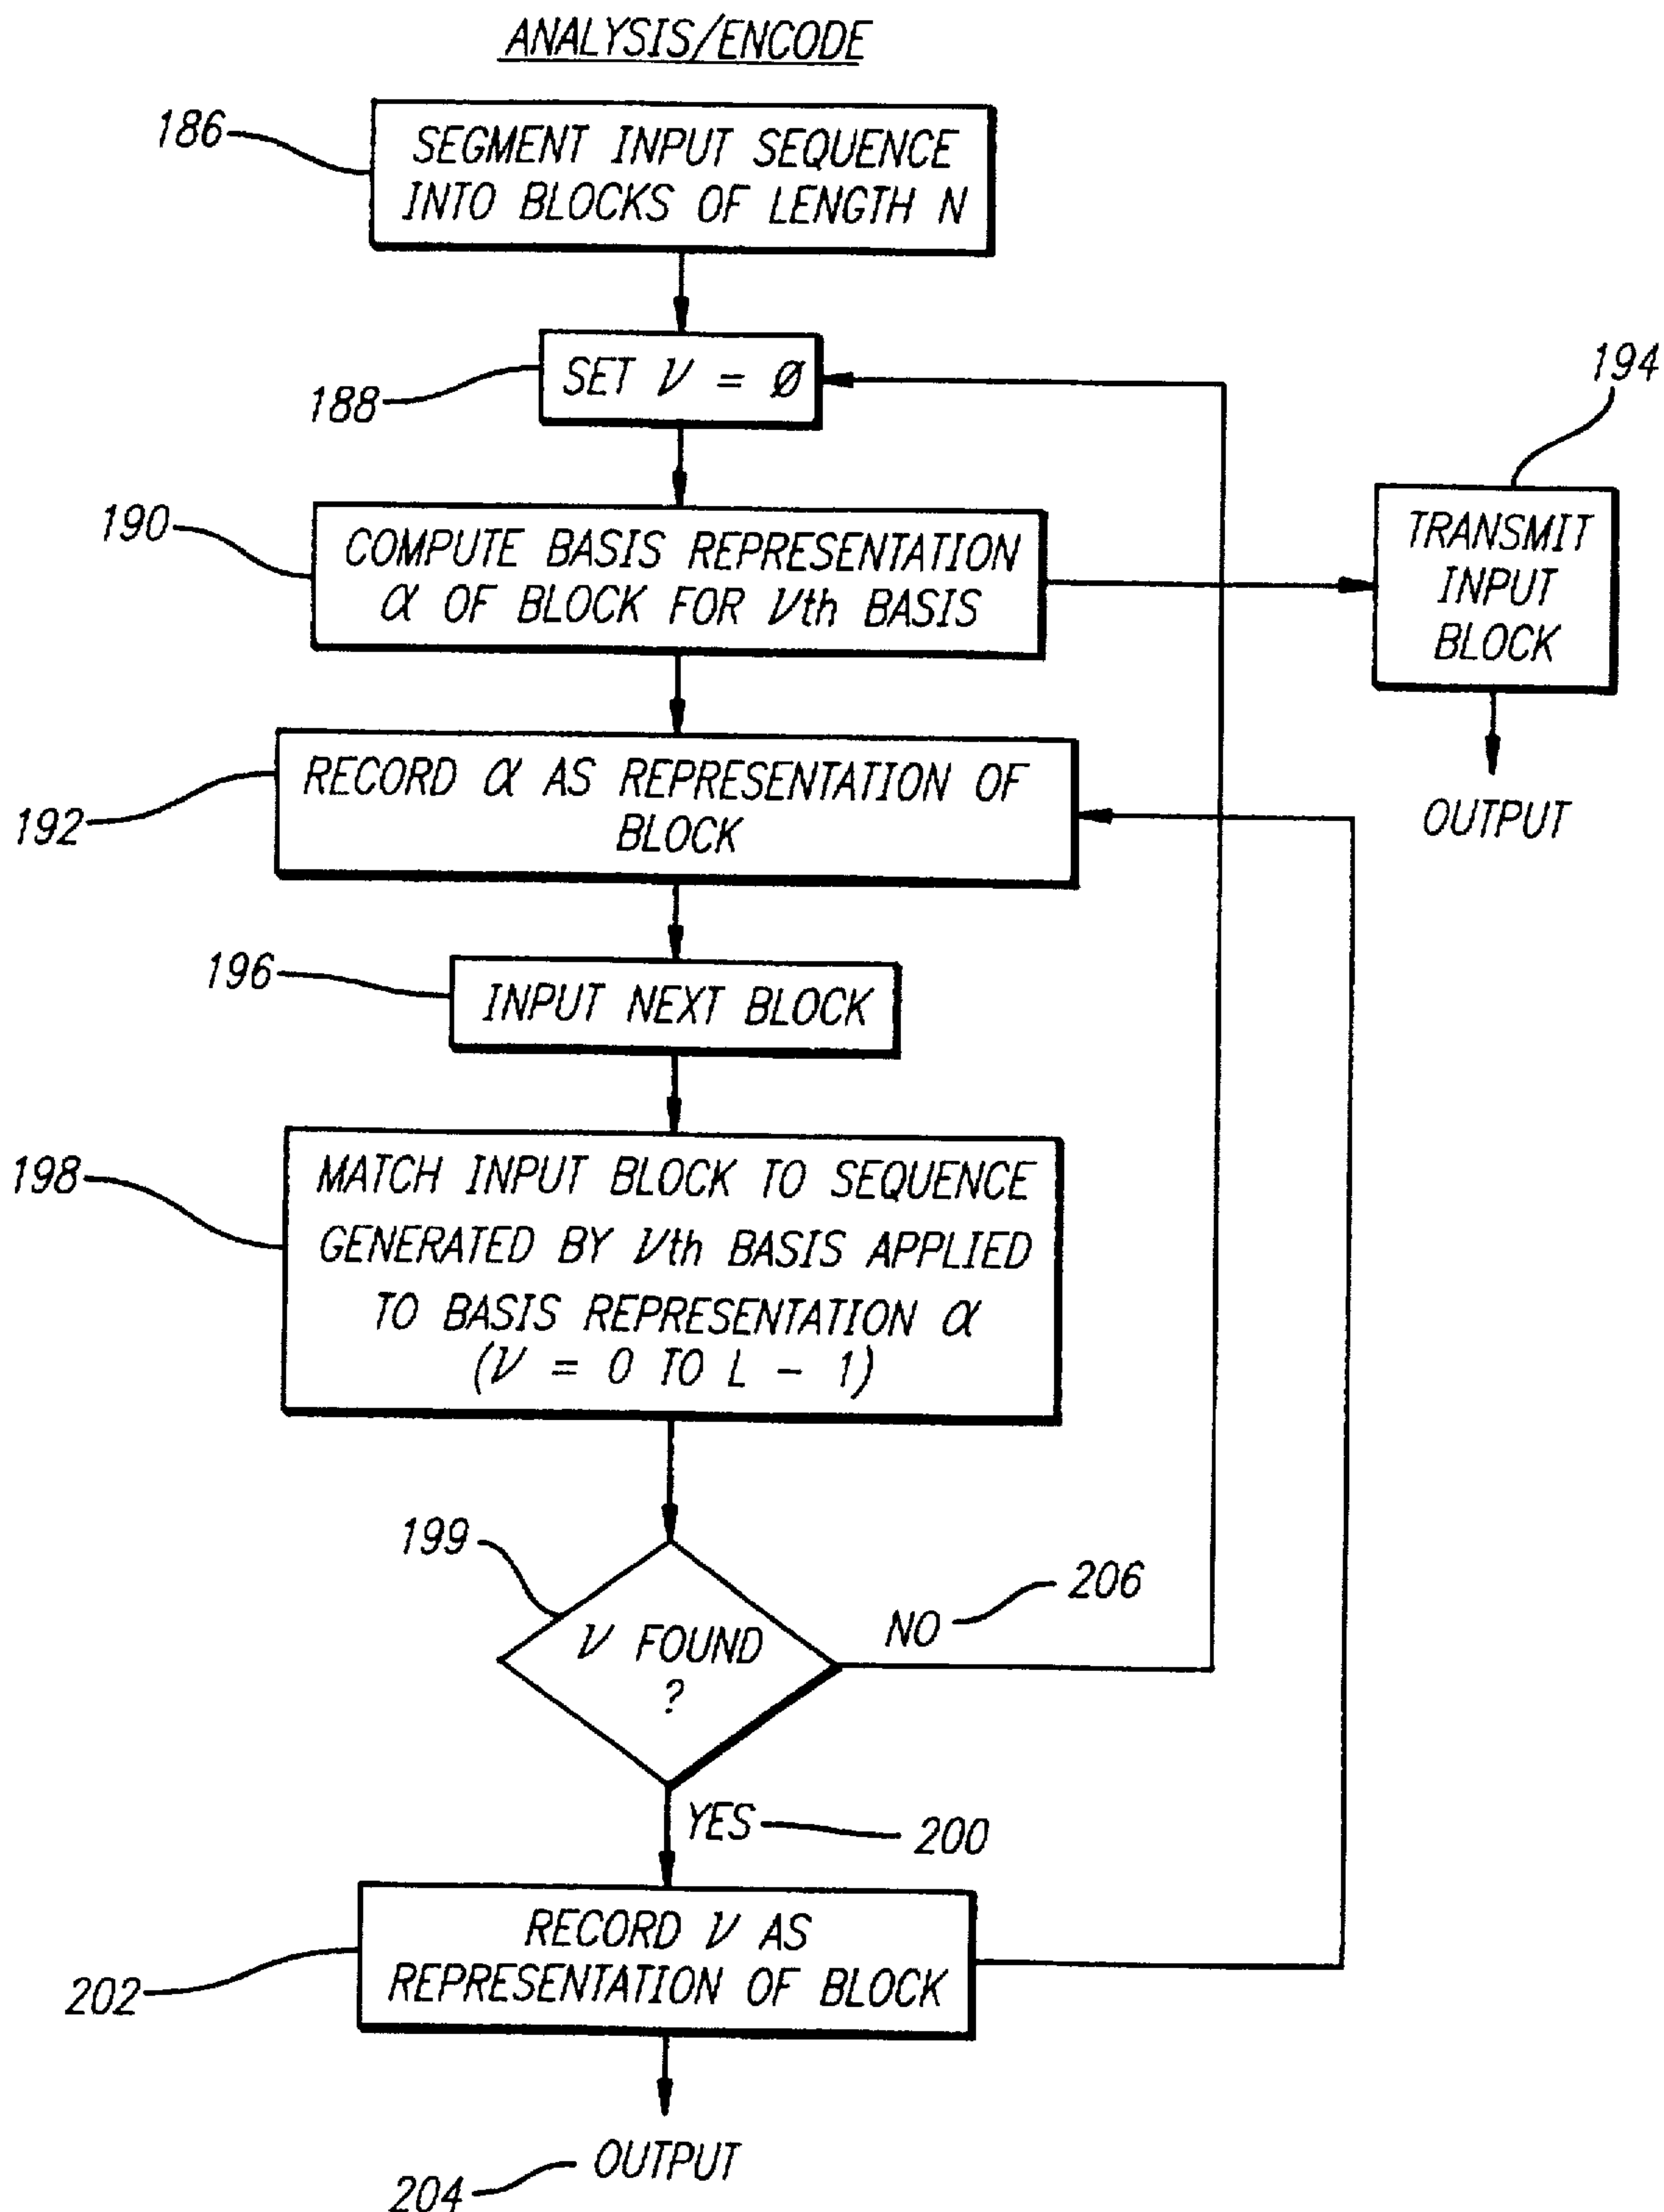 ANALYSIS/ENCODE
186
SEGMENT INPUT SEQUENCE
INTO BLOCKS OF LENGTH N
188
SET ν = Ø
194
190
COMPUTE BASIS REPRESENTATION
α OF BLOCK FOR νth BASIS
TRANSMIT
INPUT
BLOCK
192
RECORD α AS REPRESENTATION OF
BLOCK
OUTPUT
196
INPUT NEXT BLOCK
198
MATCH INPUT BLOCK TO SEQUENCE
GENERATED BY νth BASIS APPLIED
TO BASIS REPRESENTATION α
(ν = 0 TO L - 1)
199
ν FOUND
?
NO
206
YES
200
202
RECORD ν AS
REPRESENTATION OF BLOCK
OUTPUT
204